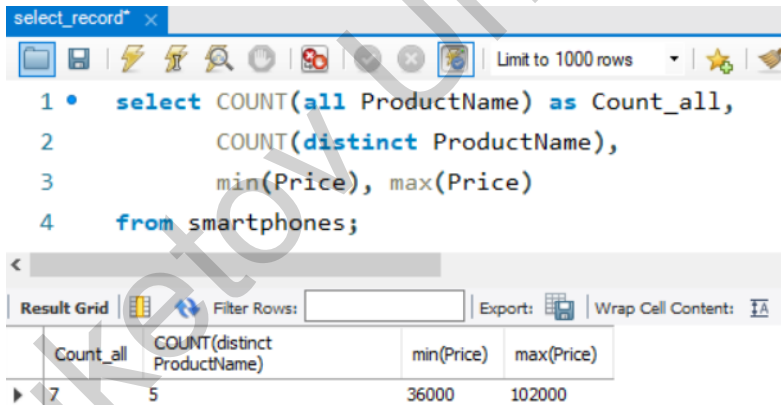 select_record*
Limit to 1000 rows
1 select COUNT(all ProductName) as Count_all,
2 COUNT(distinct ProductName),
3 min(Price), max(Price)
4 from smartphones;
Result Grid Filter Rows: Export: Wrap Cell Content: IA
Count_all COUNT(distinct ProductName) min(Price) max(Price)
7 5 36000 102000